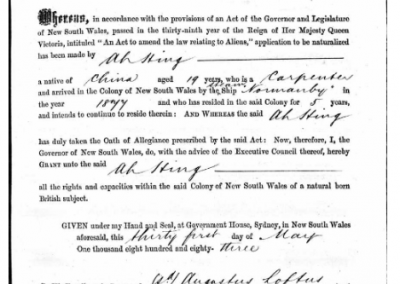 Whereas, in accordance with the provisions of an Act of the Governor and Legislature
of New South Wales, passed in the thirty-ninth year of the Reign of Her Majesty Queen
Victoria, intituled "An Act to amend the law relating to Aliens," application to be naturalized
has been made by Ah Hing
a native of China aged 19 years, who is a Carpenter
and arrived in the Colony of New South Wales by the Ship "Normanby" in
the year 1877 and who has resided in the said Colony for 5 years,
and intends to continue to reside therein: AND WHEREAS the said Ah Hing
has duly taken the Oath of Allegiance prescribed by the said Act: Now, therefore, I, the
Governor of New South Wales, do, with the advice of the Executive Council thereof, hereby
GRANT unto the said
Ah Hing
all the rights and capacities within the said Colony of New South Wales of a natural born
British subject.
GIVEN under my Hand and Seal, at Government House, Sydney, in New South Wales
aforesaid, this thirty first day of May
One thousand eight hundred and eighty-three
Augustus Loftus